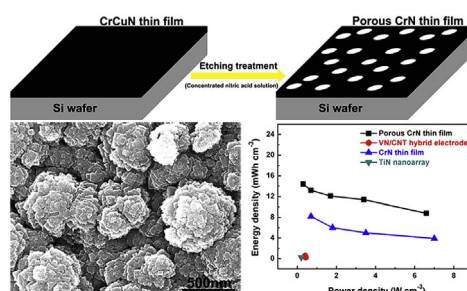 CrCuN thin film
Porous CrN thin film
Etching treatment
(Concentrated nitric acid solution)
Si wafer
Si wafer
500nm
Energy density (mWh cm⁻³)
24
20
16
12
8
4
0
Porous CrN thin film
VN/CNT hybrid electrode
CrN thin film
TiN nanoarray
0 2 4 6 8
Power density (W cm⁻³)